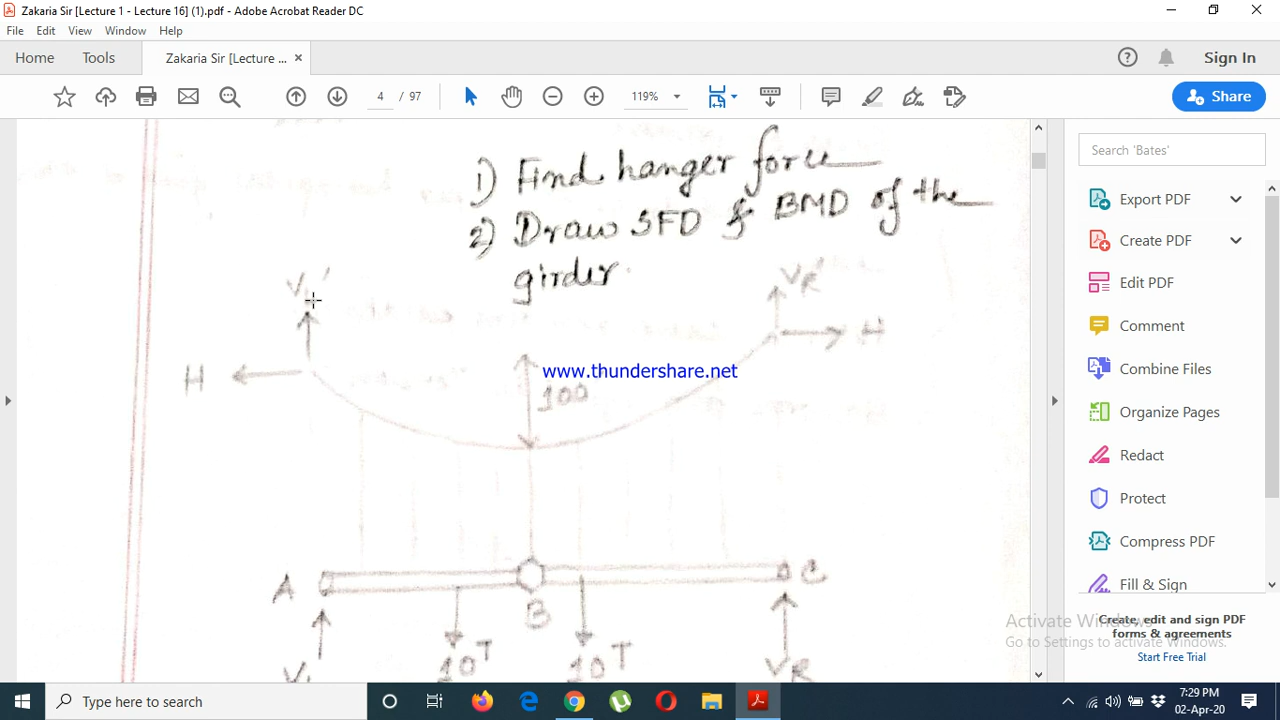 Zakaria Sir [Lecture 1 - Lecture 16] (1).pdf - Adobe Acrobat Reader DC
File Edit View Window Help
Home Tools Zakaria Sir [Lecture ... × Sign In
4 / 97 119% Share
1) Find hanger force
2) Draw SFD & BMD of the
girder
VL' VR'
H H
www.thundershare.net
100
A B C
10T 10T
VR
Search 'Bates'
Export PDF
Create PDF
Edit PDF
Comment
Combine Files
Organize Pages
Redact
Protect
Compress PDF
Fill & Sign
Create, edit and sign PDF
forms & agreements
Start Free Trial
Activate Windows
Go to Settings to activate Windows.
Type here to search
7:29 PM
02-Apr-20